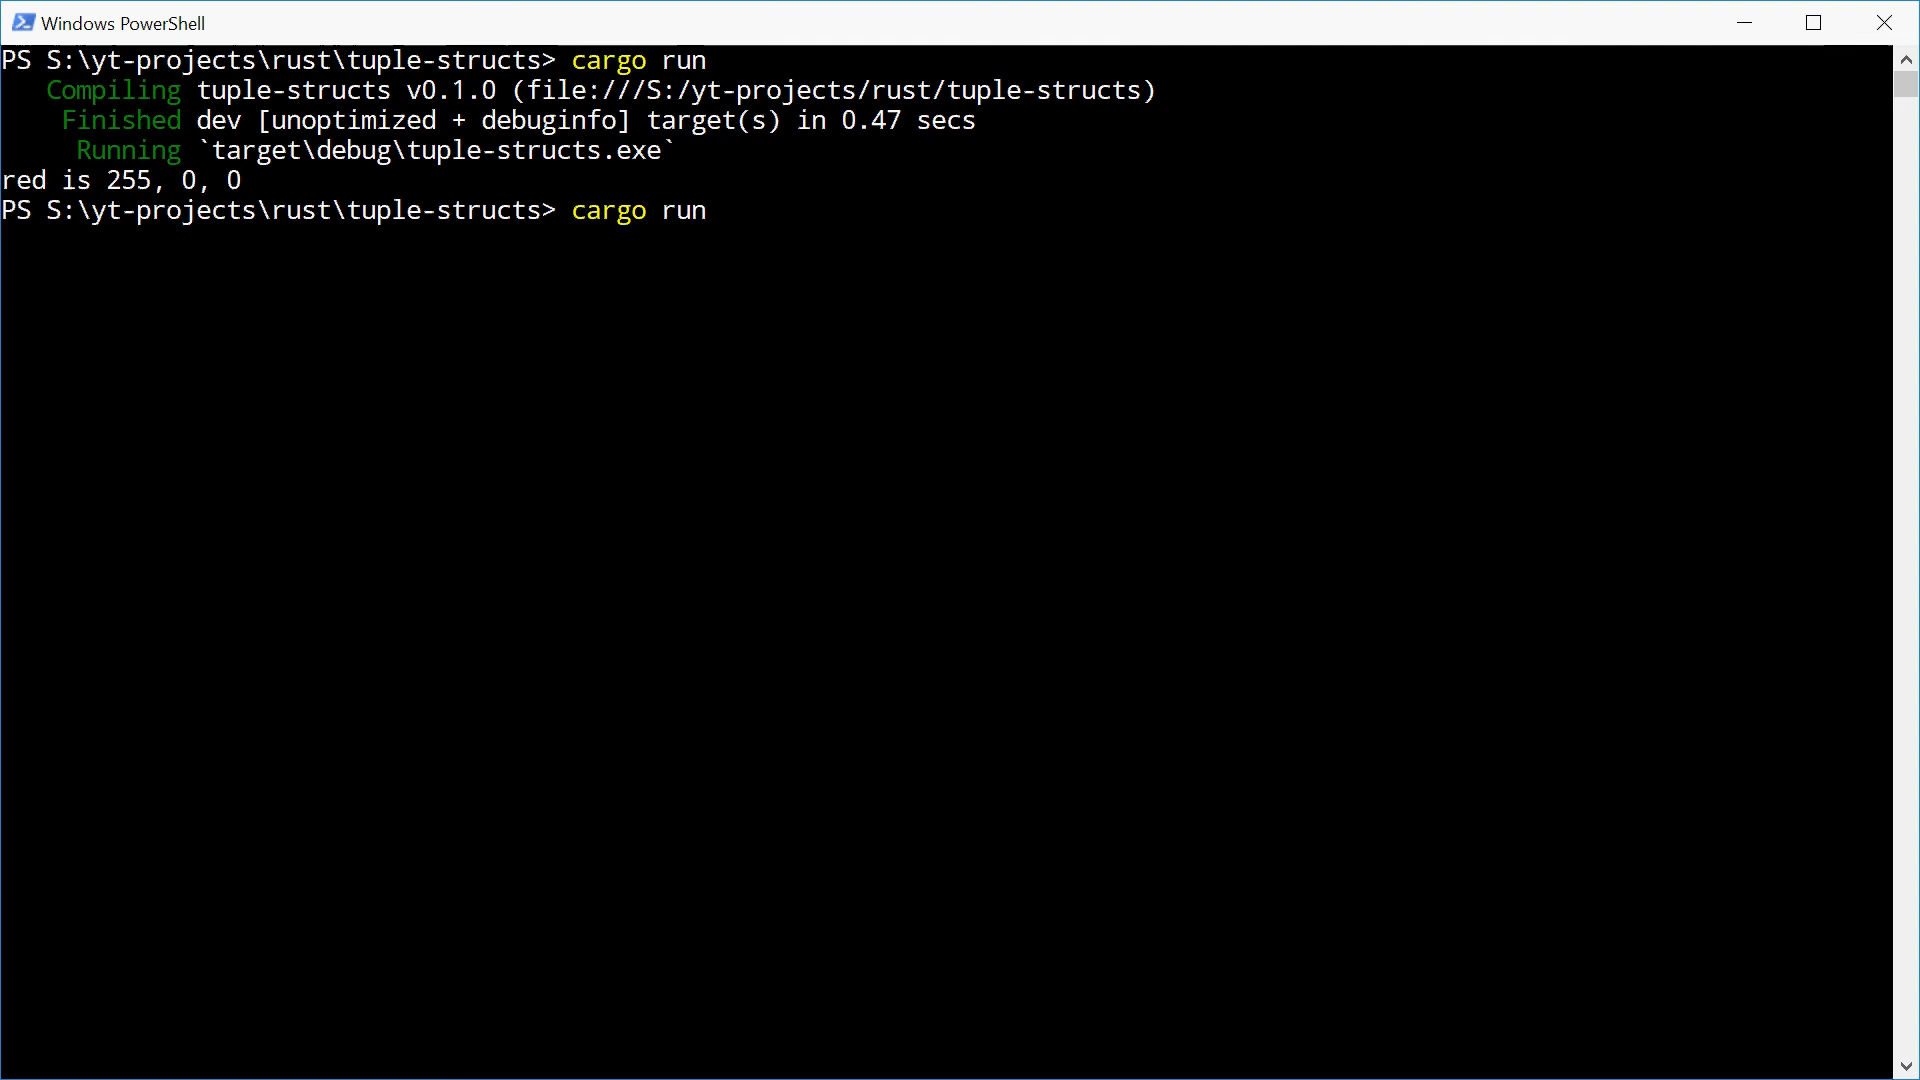 Windows PowerShell
PS S:\yt-projects\rust\tuple-structs> cargo run
   Compiling tuple-structs v0.1.0 (file:///S:/yt-projects/rust/tuple-structs)
    Finished dev [unoptimized + debuginfo] target(s) in 0.47 secs
     Running `target\debug\tuple-structs.exe`
red is 255, 0, 0
PS S:\yt-projects\rust\tuple-structs> cargo run